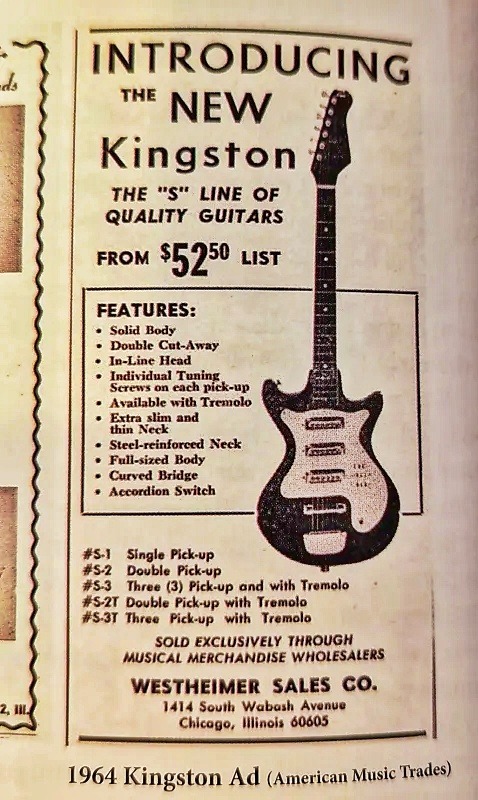 INTRODUCING
THE NEW
Kingston
THE "S" LINE OF
QUALITY GUITARS
FROM $52⁵⁰ LIST
FEATURES:
• Solid Body
• Double Cut-Away
• In-Line Head
• Individual Tuning
Screws on each pick-up
• Available with Tremolo
• Extra slim and
thin Neck
• Steel-reinforced Neck
• Full-sized Body
• Curved Bridge
• Accordion Switch
#S-1 Single Pick-up
#S-2 Double Pick-up
#S-3 Three (3) Pick-up and with Tremolo
#S-2T Double Pick-up with Tremolo
#S-3T Three Pick-up with Tremolo
SOLD EXCLUSIVELY THROUGH
MUSICAL MERCHANDISE WHOLESALERS
WESTHEIMER SALES CO.
1414 South Wabash Avenue
Chicago, Illinois 60605
2, Ill.
1964 Kingston Ad (American Music Trades)